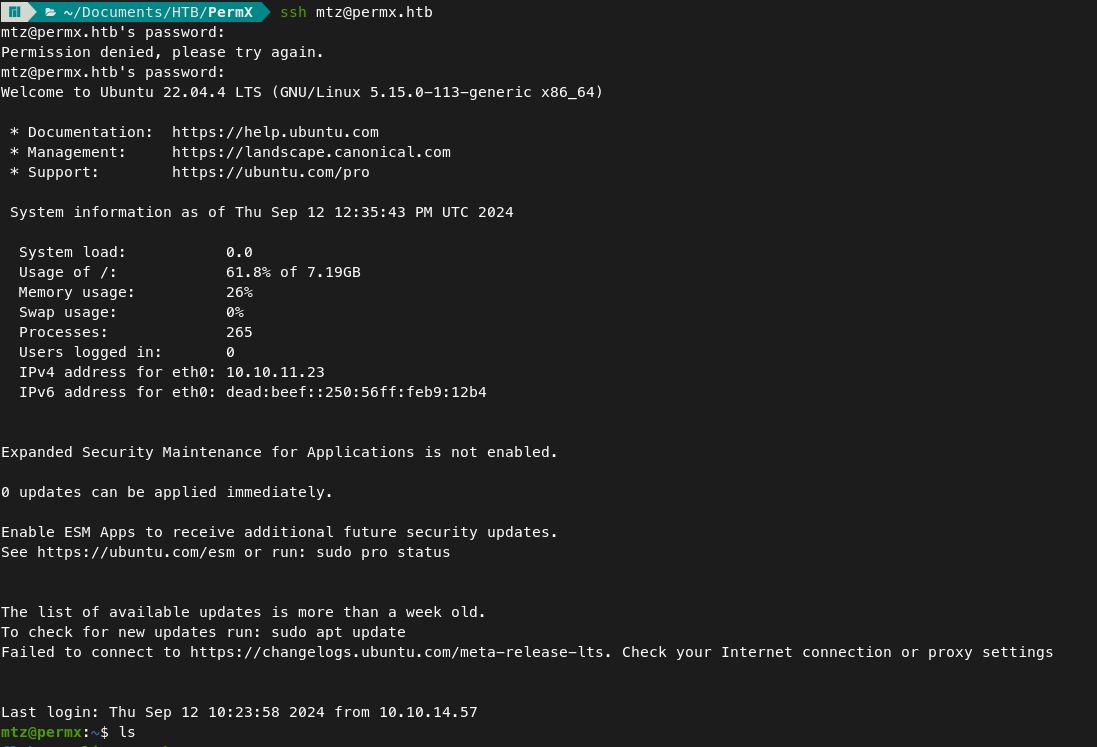 ~/Documents/HTB/PermX ssh mtz@permx.htb
mtz@permx.htb's password:
Permission denied, please try again.
mtz@permx.htb's password:
Welcome to Ubuntu 22.04.4 LTS (GNU/Linux 5.15.0-113-generic x86_64)
* Documentation: https://help.ubuntu.com
* Management: https://landscape.canonical.com
* Support: https://ubuntu.com/pro
System information as of Thu Sep 12 12:35:43 PM UTC 2024
System load: 0.0
Usage of /: 61.8% of 7.19GB
Memory usage: 26%
Swap usage: 0%
Processes: 265
Users logged in: 0
IPv4 address for eth0: 10.10.11.23
IPv6 address for eth0: dead:beef::250:56ff:feb9:12b4
Expanded Security Maintenance for Applications is not enabled.
0 updates can be applied immediately.
Enable ESM Apps to receive additional future security updates.
See https://ubuntu.com/esm or run: sudo pro status
The list of available updates is more than a week old.
To check for new updates run: sudo apt update
Failed to connect to https://changelogs.ubuntu.com/meta-release-lts. Check your Internet connection or proxy settings
Last login: Thu Sep 12 10:23:58 2024 from 10.10.14.57
mtz@permx:~$ ls